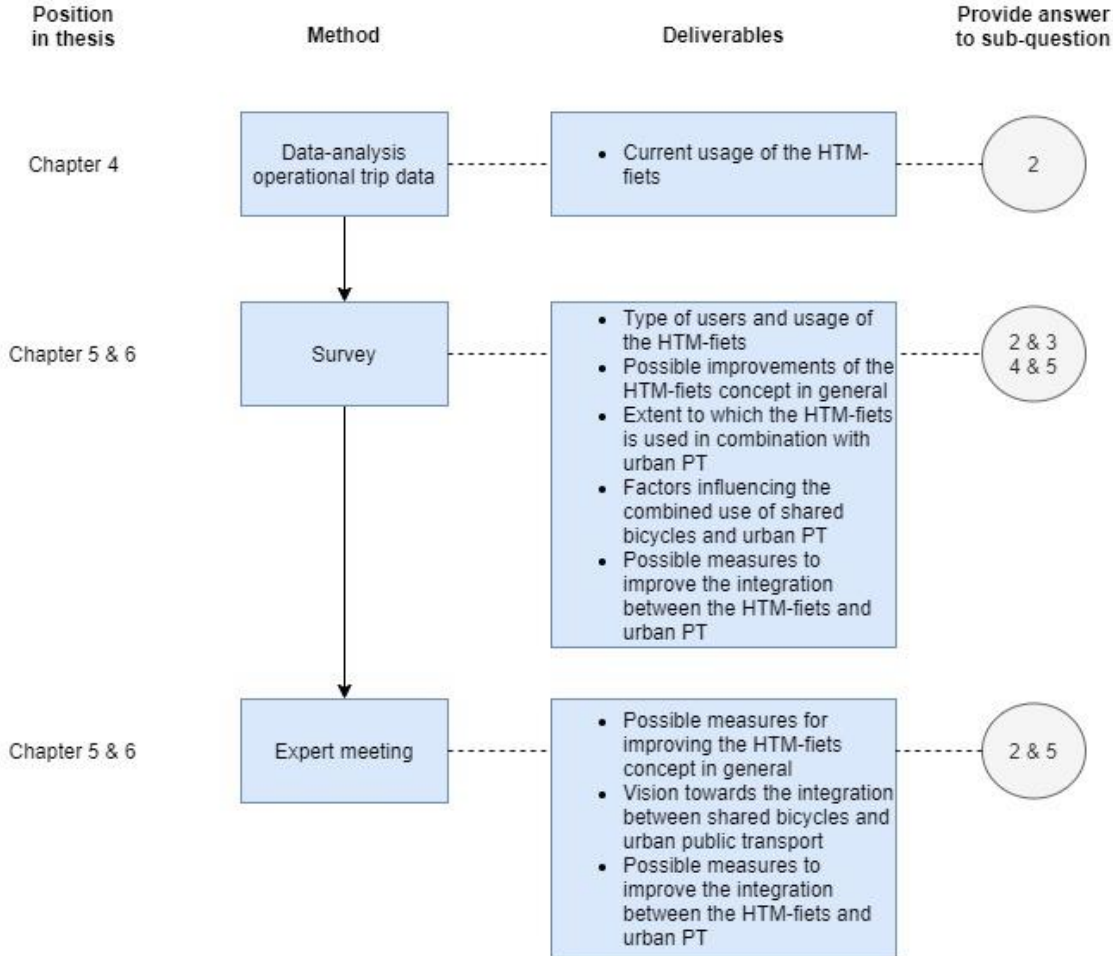 Position
in thesis
Method
Deliverables
Provide answer
to sub-question
Chapter 4
Data-analysis
operational trip data
• Current usage of the HTM-
fiets
2
Chapter 5 & 6
Survey
• Type of users and usage of
the HTM-fiets
• Possible improvements of the
HTM-fiets concept in general
• Extent to which the HTM-fiets
is used in combination with
urban PT
• Factors influencing the
combined use of shared
bicycles and urban PT
• Possible measures to
improve the integration
between the HTM-fiets and
urban PT
2 & 3
4 & 5
Chapter 5 & 6
Expert meeting
• Possible measures for
improving the HTM-fiets
concept in general
• Vision towards the integration
between shared bicycles and
urban public transport
• Possible measures to
improve the integration
between the HTM-fiets and
urban PT
2 & 5